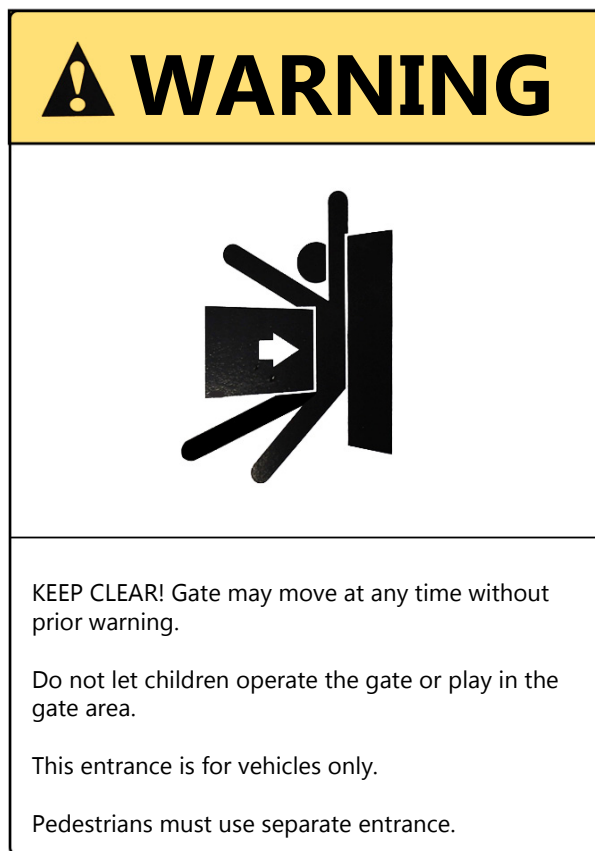 WARNING
KEEP CLEAR! Gate may move at any time without
prior warning.
Do not let children operate the gate or play in the
gate area.
This entrance is for vehicles only.
Pedestrians must use separate entrance.